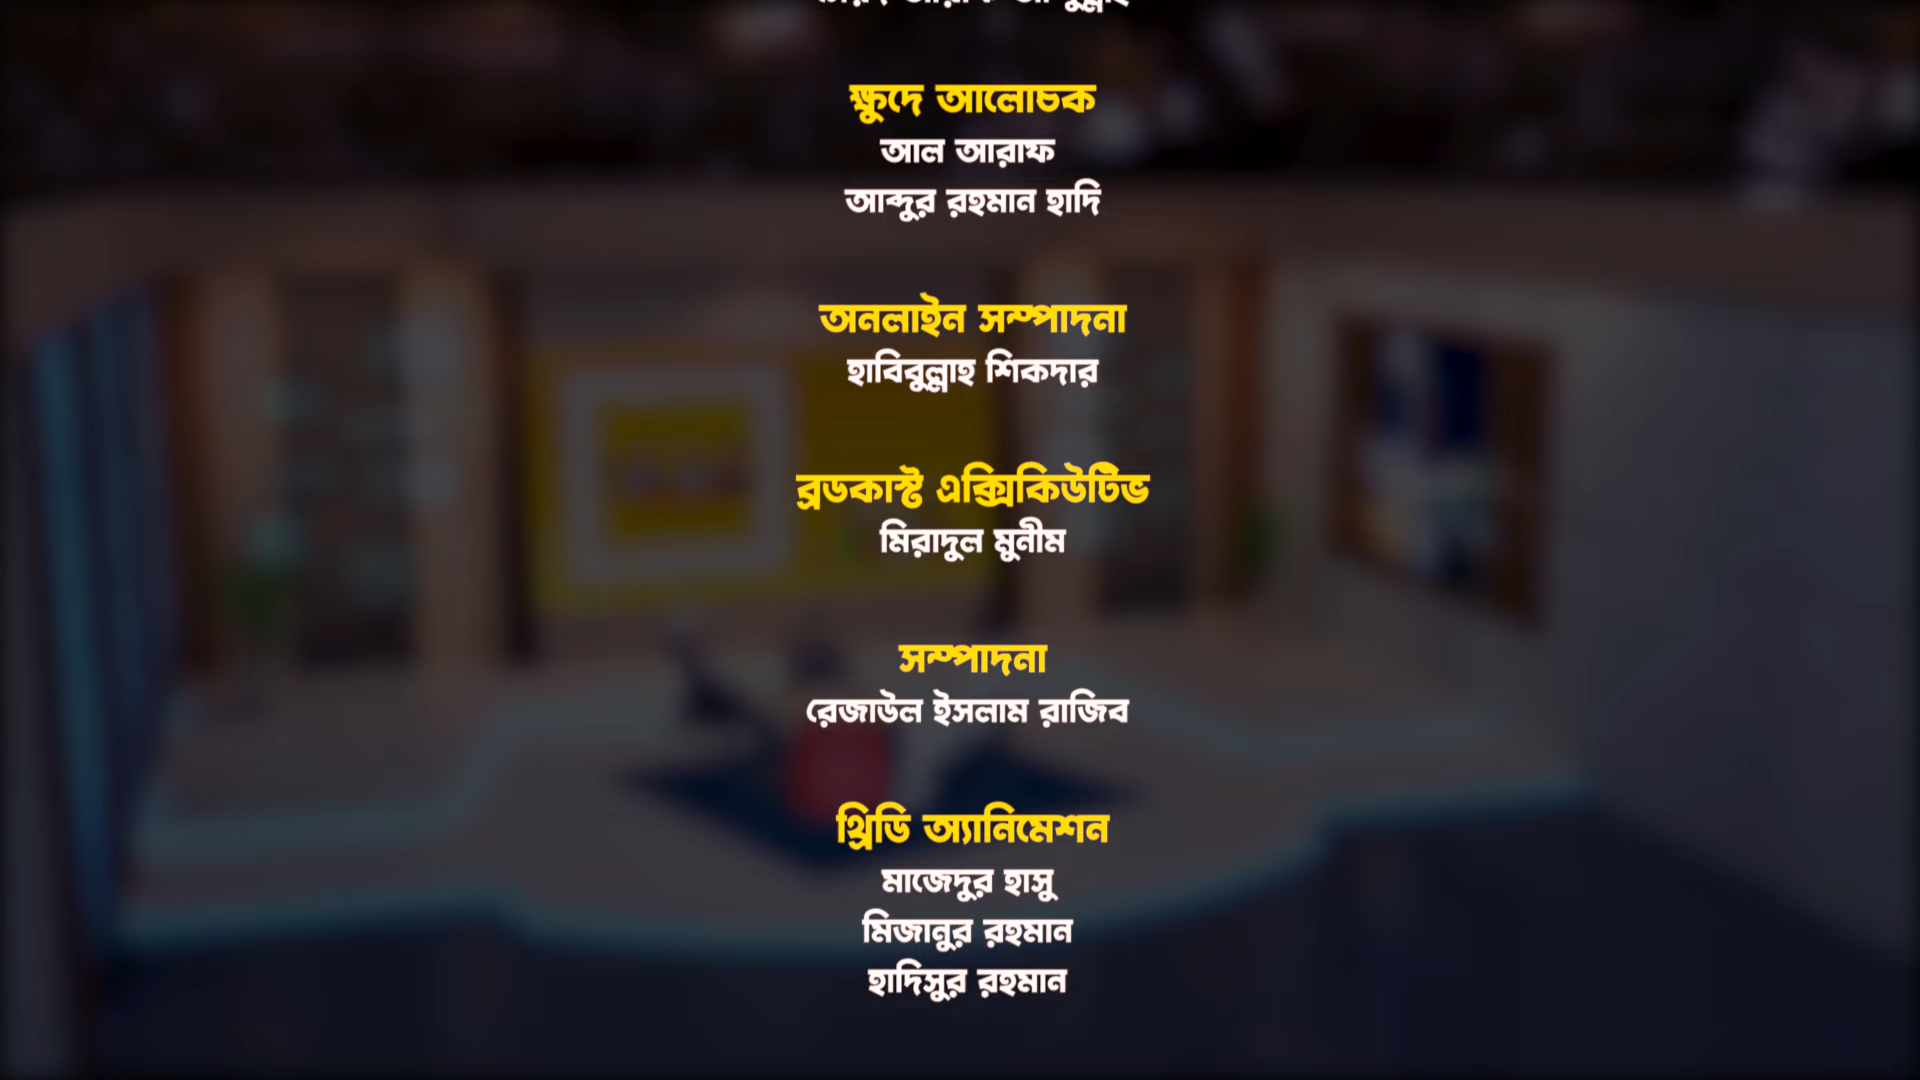 ক্ষুদে আলোচক
আল আরাফ
আব্দুর রহমান হাদি
অনলাইন সম্পাদনা
হাবিবুল্লাহ শিকদার
ব্রডকাস্ট এক্সিকিউটিভ
মিরাদুল মুনীম
সম্পাদনা
রেজাউল ইসলাম রাজিব
থ্রিডি অ্যানিমেশন
মাজেদুর হাসু
মিজানুর রহমান
হাদিসুর রহমান